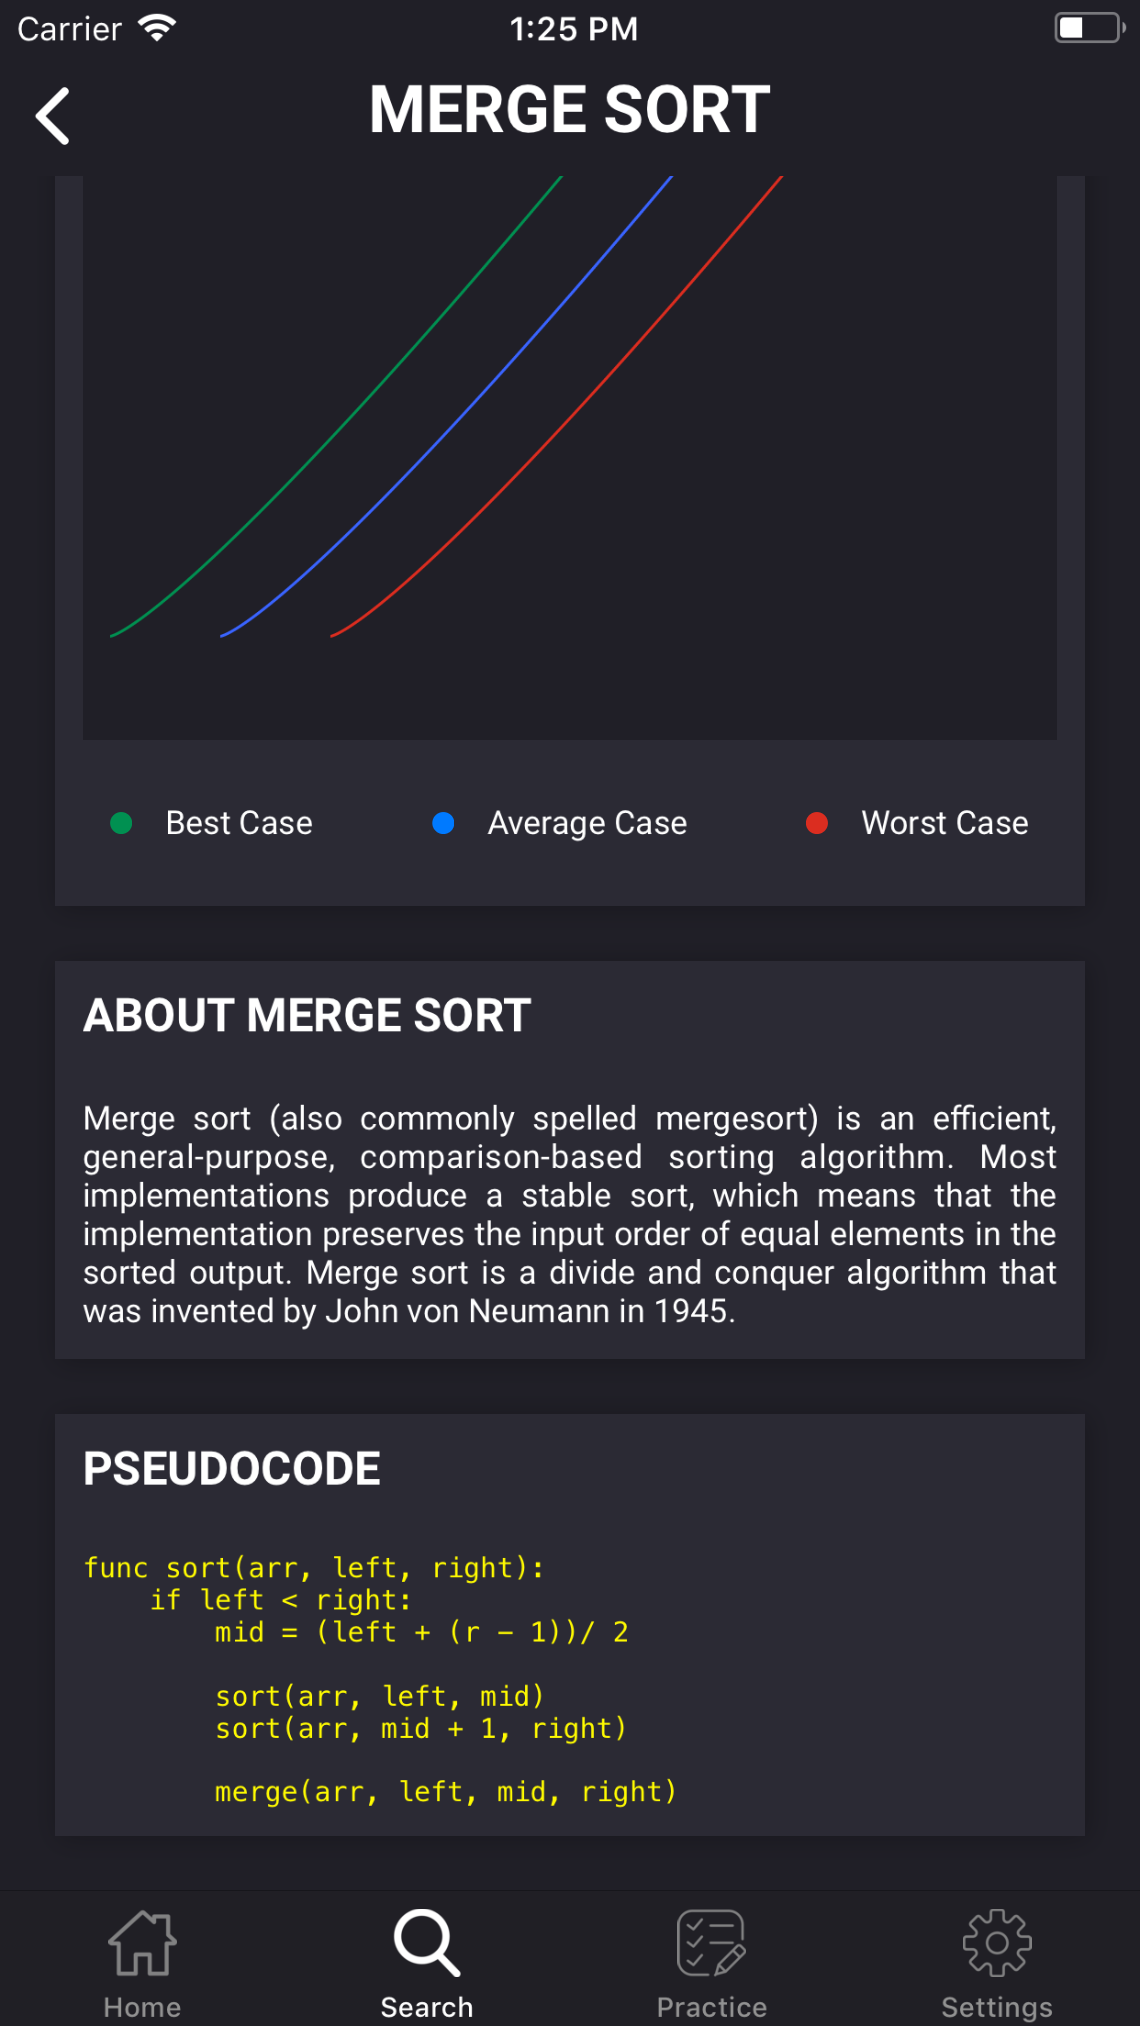 Carrier
1:25 PM
MERGE SORT
Best Case
Average Case
Worst Case
ABOUT MERGE SORT
Merge sort (also commonly spelled mergesort) is an efficient,
general-purpose, comparison-based sorting algorithm. Most
implementations produce a stable sort, which means that the
implementation preserves the input order of equal elements in the
sorted output. Merge sort is a divide and conquer algorithm that
was invented by John von Neumann in 1945.
PSEUDOCODE
func sort(arr, left, right):
    if left < right:
        mid = (left + (r − 1))/ 2
        sort(arr, left, mid)
        sort(arr, mid + 1, right)
        merge(arr, left, mid, right)
Home
Search
Practice
Settings